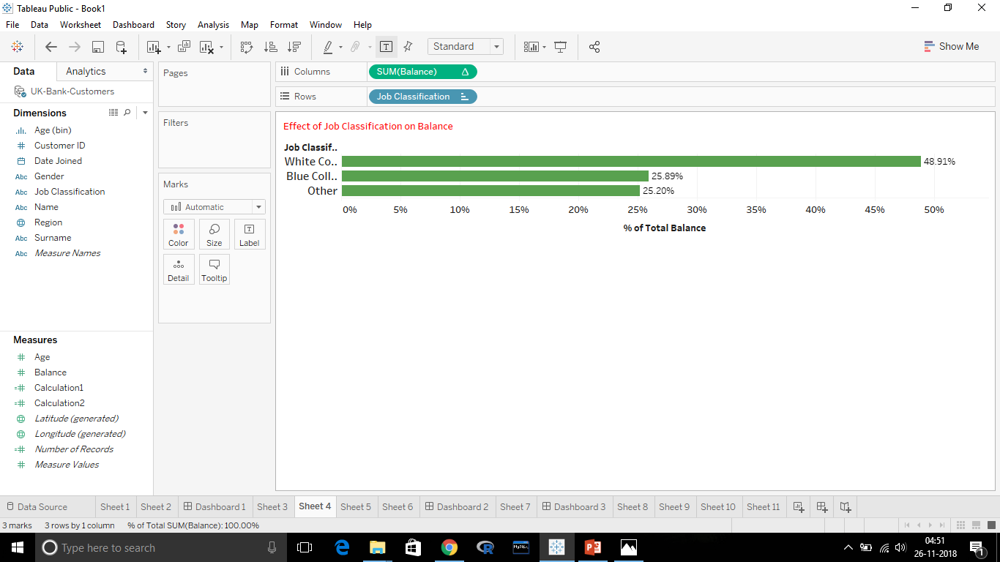 Tableau Public - Book1
File Data Worksheet Dashboard Story Analysis Map Format Window Help
Standard
Show Me
Data Analytics
UK-Bank-Customers
Dimensions
Age (bin)
Customer ID
Date Joined
Abc Gender
Abc Job Classification
Abc Name
Region
Abc Surname
Abc Measure Names
Measures
Age
Balance
Calculation1
Calculation2
Latitude (generated)
Longitude (generated)
Number of Records
Measure Values
Pages
Filters
Marks
Automatic
Color Size Label
Detail Tooltip
Columns SUM(Balance)
Rows Job Classification
Effect of Job Classification on Balance
Job Classif..
White Co.. 48.91%
Blue Coll.. 25.89%
Other 25.20%
0% 5% 10% 15% 20% 25% 30% 35% 40% 45% 50%
% of Total Balance
Data Source Sheet 1 Sheet 2 Dashboard 1 Sheet 3 Sheet 4 Sheet 5 Sheet 6 Dashboard 2 Sheet 7 Dashboard 3 Sheet 8 Sheet 9 Sheet 10 Sheet 11
3 marks 3 rows by 1 column % of Total SUM(Balance): 100.00%
Type here to search
MySQL
04:51
26-11-2018
1